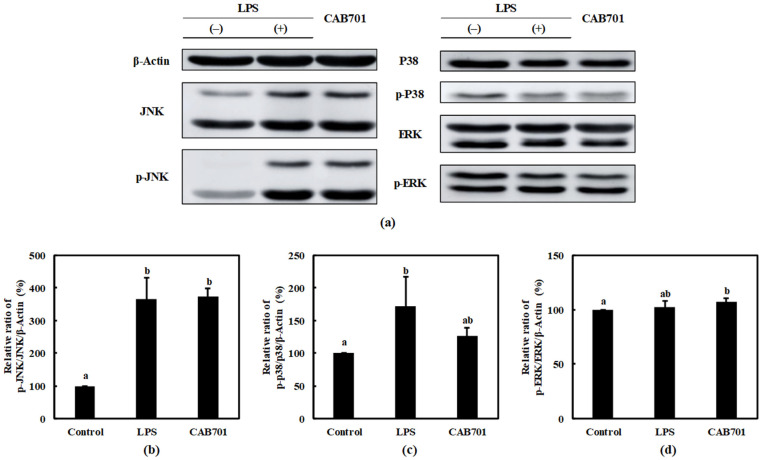 LPS
CAB701
(–)
(+)
β-Actin
JNK
p-JNK
LPS
CAB701
(–)
(+)
P38
p-P38
ERK
p-ERK
(a)
Relative ratio of
p-JNK/JNK/β-Actin (%)
500
400
300
200
100
0
a
b
b
Control
LPS
CAB701
(b)
Relative ratio of
p-p38/p38/β-Actin (%)
250
200
150
100
50
0
a
b
ab
Control
LPS
CAB701
(c)
Relative ratio of
p-ERK/ERK/β-Actin (%)
150
100
50
0
a
ab
b
Control
LPS
CAB701
(d)